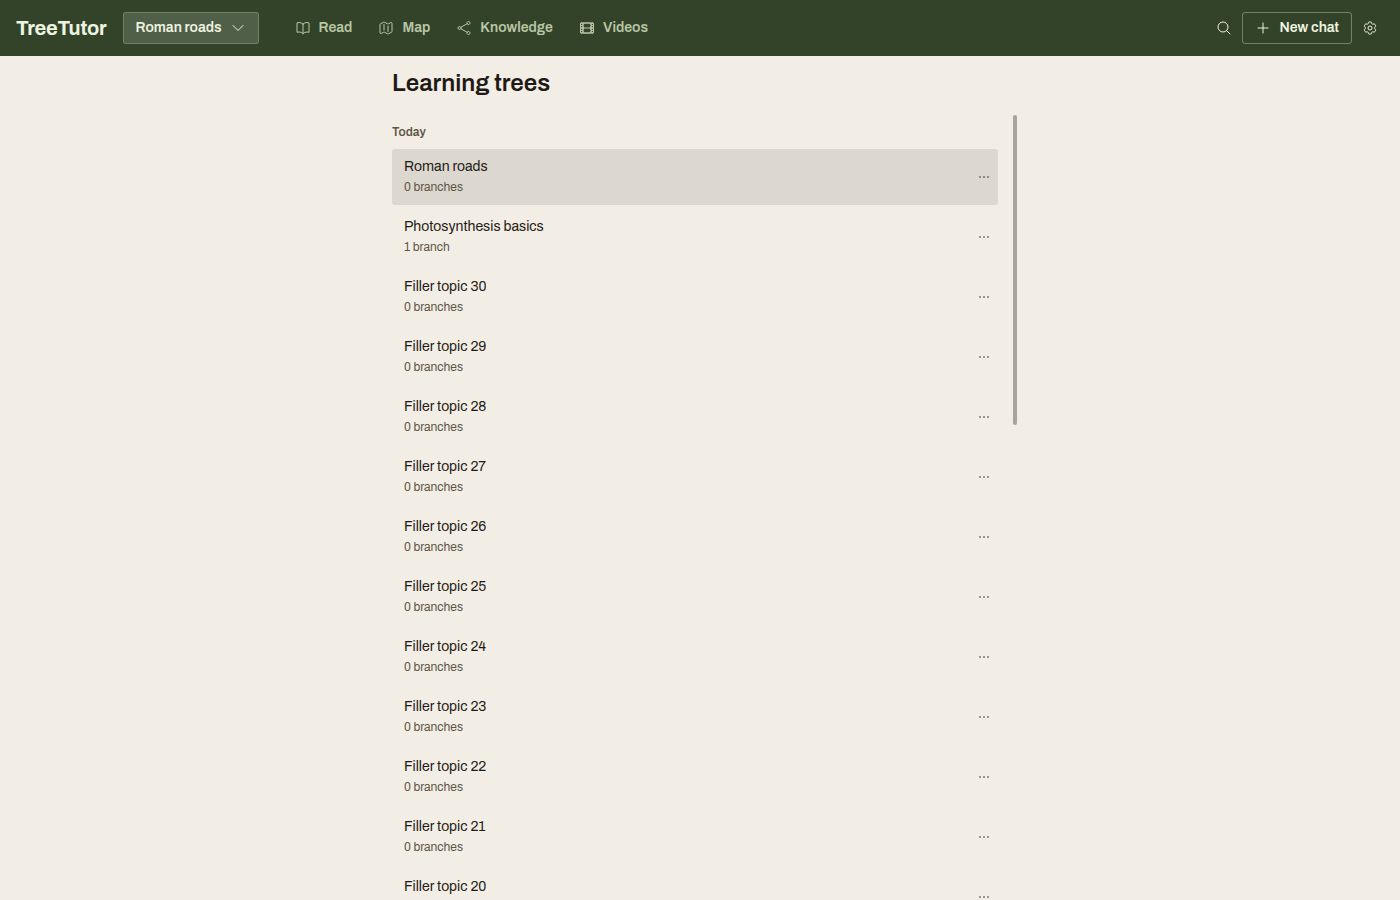 TreeTutor
Roman roads
Read
Map
Knowledge
Videos
New chat
Learning trees
Today
Roman roads
0 branches
Photosynthesis basics
1 branch
Filler topic 30
0 branches
Filler topic 29
0 branches
Filler topic 28
0 branches
Filler topic 27
0 branches
Filler topic 26
0 branches
Filler topic 25
0 branches
Filler topic 24
0 branches
Filler topic 23
0 branches
Filler topic 22
0 branches
Filler topic 21
0 branches
Filler topic 20